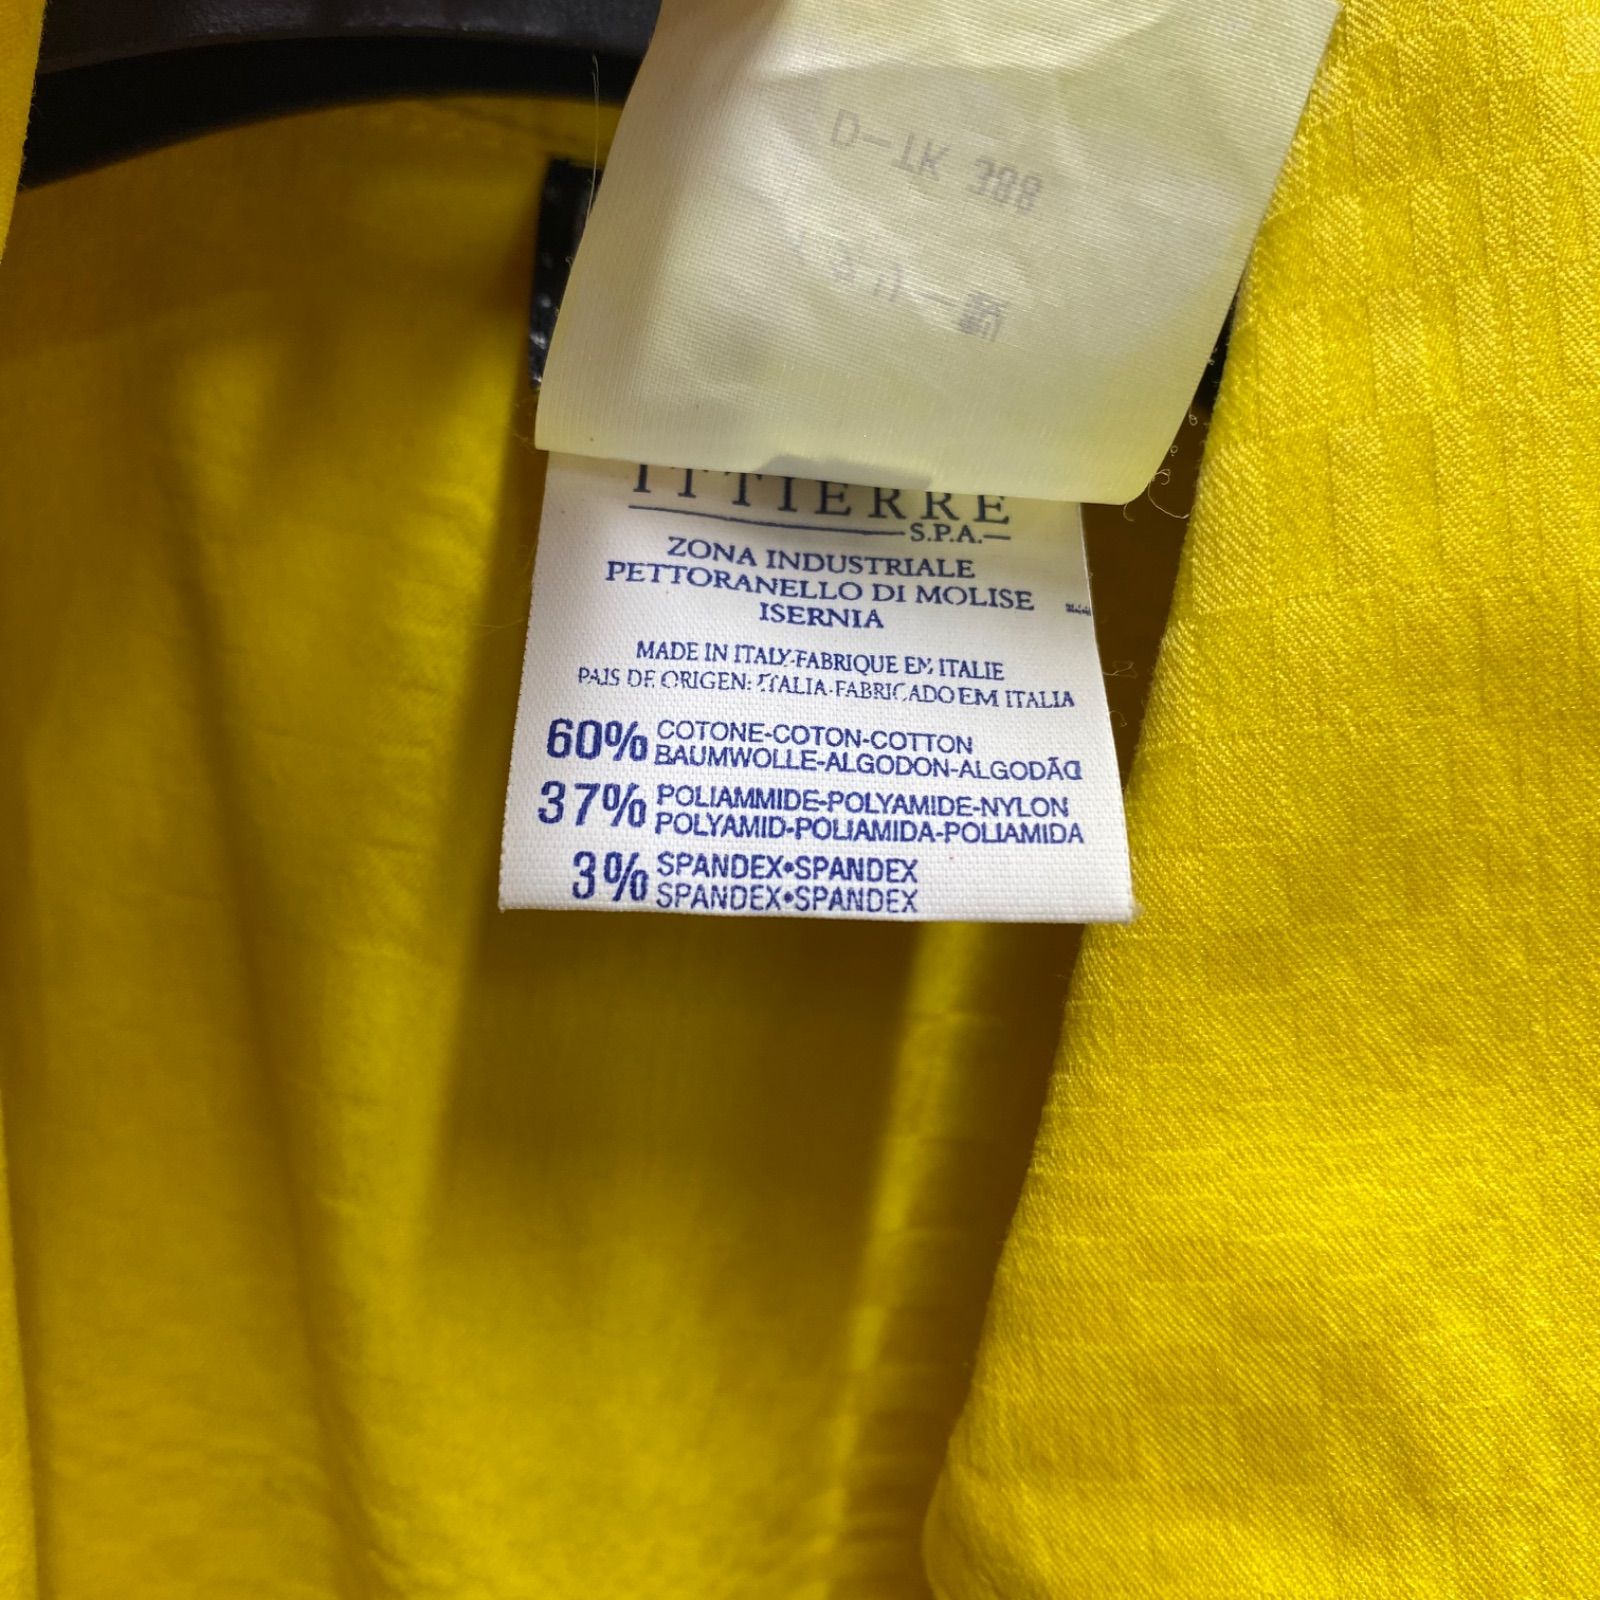 D-TK 388
ITTIERRE
S.P.A.
ZONA INDUSTRIALE
PETTORANELLO DI MOLISE
ISERNIA
MADE IN ITALY-FABRIQUE EN ITALIE
PAIS DE ORIGEN: ITALIA-FABRICADO EM ITALIA
60% COTONE-COTON-COTTON
BAUMWOLLE-ALGODON-ALGODÃO
37% POLIAMMIDE-POLYAMIDE-NYLON
POLYAMID-POLIAMIDA-POLIAMIDA
3% SPANDEX•SPANDEX
SPANDEX•SPANDEX